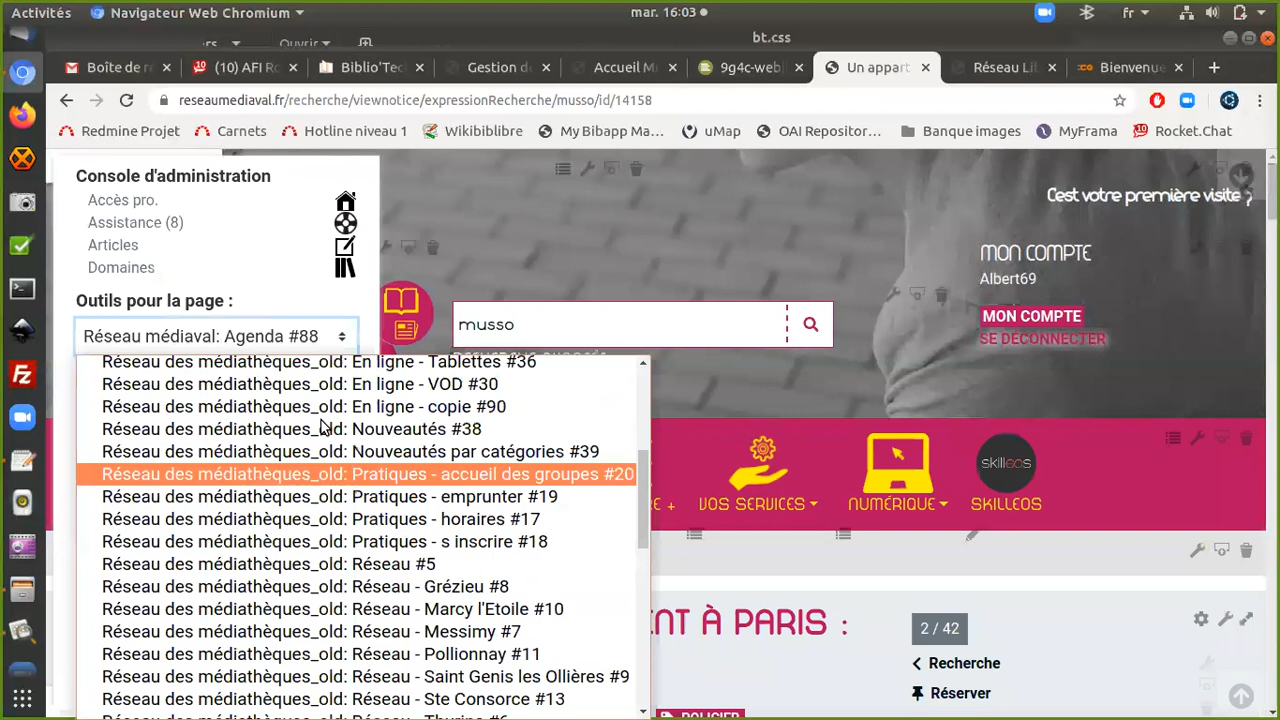 Activités Navigateur Web Chromium mar. 16:03 fr
Ouvrir bt.css
Boîte de ré (10) AFI Ro Biblio'Tec Gestion de Accueil M 9g4c-web Un appart Réseau Li Bienvenue
reseaumediaval.fr/recherche/viewnotice/expressionRecherche/musso/id/14158
Redmine Projet Carnets Hotline niveau 1 Wikibiblibre My Bibapp Ma... uMap OAI Repositor... Banque images MyFrama Rocket.Chat
Console d'administration
Accès pro.
Assistance (8)
Articles
Domaines
Outils pour la page :
Réseau médiaval: Agenda #88
Réseau des médiathèques_old: En ligne - Tablettes #36
Réseau des médiathèques_old: En ligne - VOD #30
Réseau des médiathèques_old: En ligne - copie #90
Réseau des médiathèques_old: Nouveautés #38
Réseau des médiathèques_old: Nouveautés par catégories #39
Réseau des médiathèques_old: Pratiques - accueil des groupes #20
Réseau des médiathèques_old: Pratiques - emprunter #19
Réseau des médiathèques_old: Pratiques - horaires #17
Réseau des médiathèques_old: Pratiques - s inscrire #18
Réseau des médiathèques_old: Réseau #5
Réseau des médiathèques_old: Réseau - Grézieu #8
Réseau des médiathèques_old: Réseau - Marcy l'Etoile #10
Réseau des médiathèques_old: Réseau - Messimy #7
Réseau des médiathèques_old: Réseau - Pollionnay #11
Réseau des médiathèques_old: Réseau - Saint Genis les Ollières #9
Réseau des médiathèques_old: Réseau - Ste Consorce #13
C'est votre première visite ?
MON COMPTE
Albert69
MON COMPTE
SE DÉCONNECTER
musso
VOS SERVICES NUMÉRIQUE SKILLEOS
skilleos
ENT À PARIS :
2 / 42
Recherche
Réserver
POLICIER